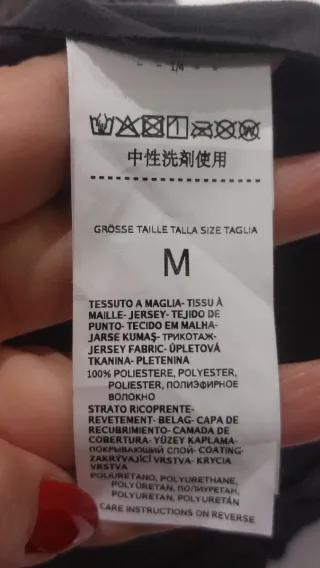 1/4
中性洗剤使用
GRÖSSE TAILLE TALLA SIZE TAGLIA
M
TESSUTO A MAGLIA- TISSU À
MAILLE- JERSEY- TEJIDO DE
PUNTO- TECIDO EM MALHA-
JARSE KUMAŞ- ТРИКОТАЖ-
JERSEY FABRIC- ÚPLETOVÁ
TKANINA- PLETENINA
100% POLIESTERE, POLYESTER,
POLIESTER, ПОЛИЭФИРНОЕ
ВОЛОКНО
STRATO RICOPRENTE-
REVETEMENT- BELAG- CAPA DE
RECUBRIMIENTO- CAMADA DE
COBERTURA- YÜZEY KAPLAMA-
ПОКРЫВАЮЩИЙ СЛОЙ- COATING-
ZAKRÝVAJÍCÍ VRSTVA- KRYCIA
VRSTVA
POLIURETANO, POLYURETHANE,
POLYÜRETAN, ПОЛИУРЕТАН,
POLYURETAN, POLYURETÁN
CARE INSTRUCTIONS ON REVERSE